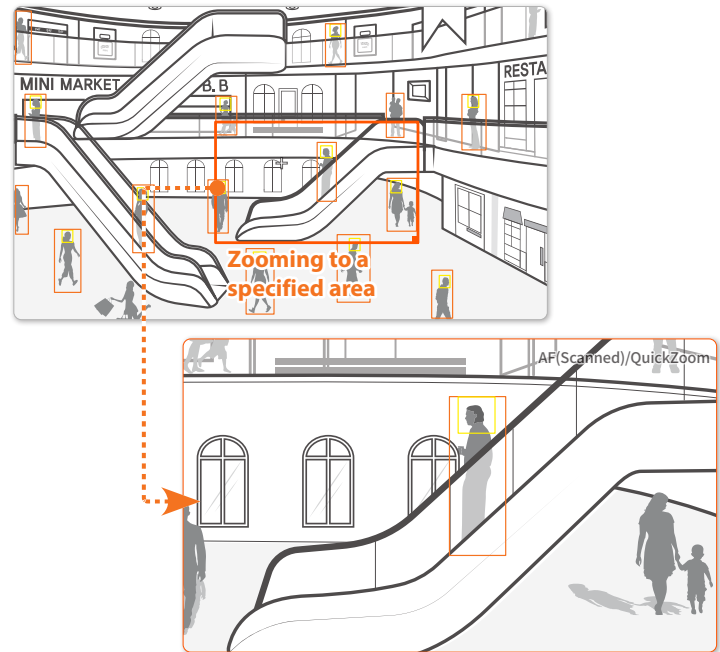 MINI MARKET
B. B
RESTA
Zooming to a
specified area
AF(Scanned)/QuickZoom